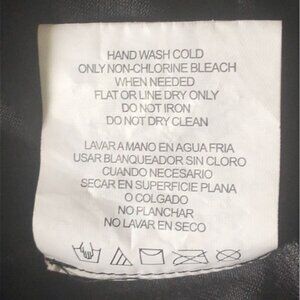 HAND WASH COLD
ONLY NON-CHLORINE BLEACH
WHEN NEEDED
FLAT OR LINE DRY ONLY
DO NOT IRON
DO NOT DRY CLEAN
LAVAR A MANO EN AGUA FRIA
USAR BLANQUEADOR SIN CLORO
CUANDO NECESARIO
SECAR EN SUPERFICIE PLANA
O COLGADO
NO PLANCHAR
NO LAVAR EN SECO